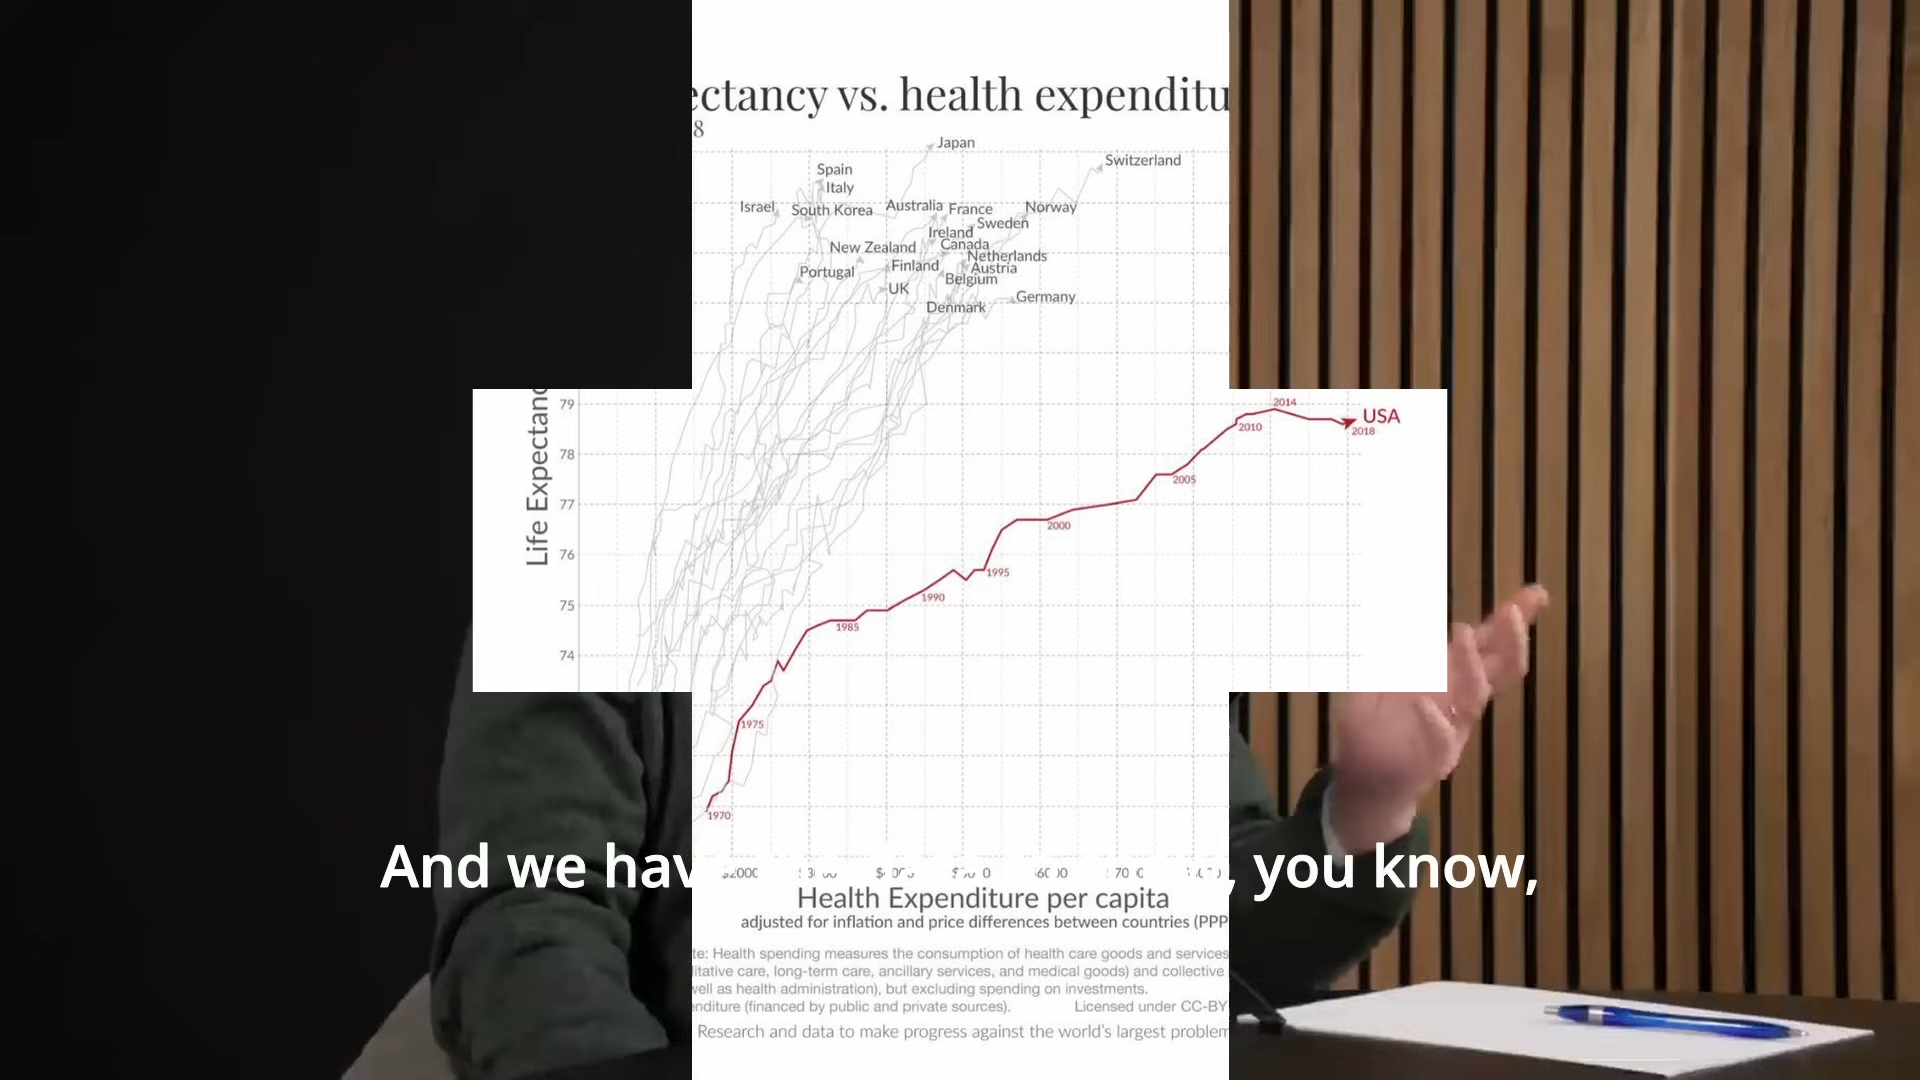 ectancy vs. health expenditu
8
Japan
Switzerland
Spain
Italy
Israel
South Korea
Australia
France
Norway
Sweden
Ireland
Canada
New Zealand
Netherlands
Finland
Austria
Portugal
Belgium
UK
Germany
Denmark
Life Expectanc
79
78
77
76
75
74
2014
USA
2018
2010
2005
2000
1995
1990
1985
1975
1970
And we hav
, you know,
Health Expenditure per capita
adjusted for inflation and price differences between countries (PPP
te: Health spending measures the consumption of health care goods and services
litative care, long-term care, ancillary services, and medical goods) and collective
well as health administration), but excluding spending on investments.
enditure (financed by public and private sources). Licensed under CC-BY
Research and data to make progress against the world's largest problem